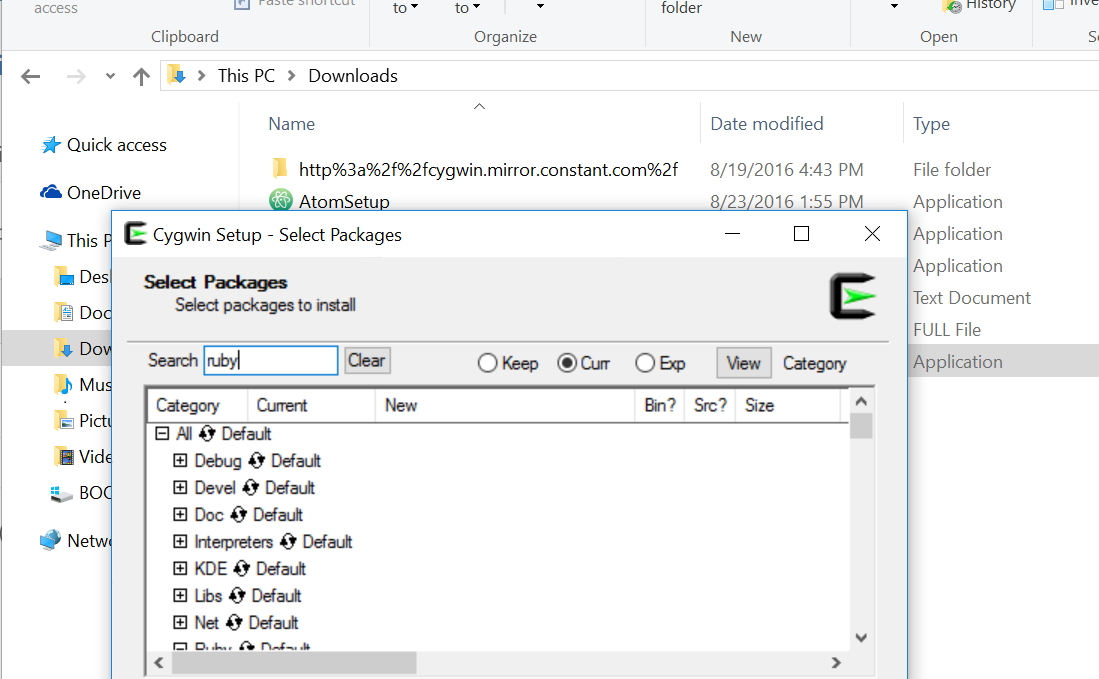 access
Paste shortcut
to
to
folder
History
Clipboard
Organize
New
Open
This PC
Downloads
Name
Date modified
Type
Quick access
http%3a%2f%2fcygwin.mirror.constant.com%2f
8/19/2016 4:43 PM
File folder
OneDrive
AtomSetup
8/23/2016 1:55 PM
Application
This P
Cygwin Setup - Select Packages
Application
Application
Des
Select Packages
Select packages to install
Text Document
Doc
FULL File
Dow
Search
ruby
Clear
Keep
Curr
Exp
View
Category
Application
Mus
Category
Current
New
Bin?
Src?
Size
Pictu
All Default
Vide
Debug Default
Devel Default
BOO
Doc Default
Netwo
Interpreters Default
KDE Default
Libs Default
Net Default
Ruby Default